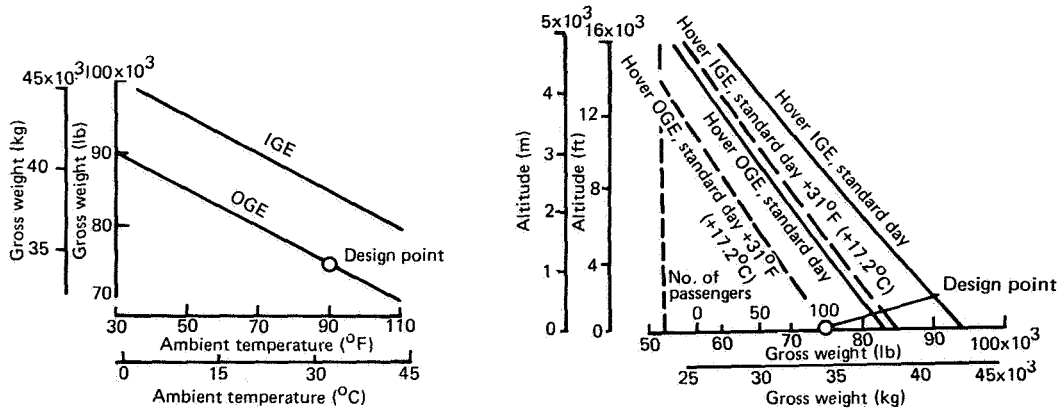 45x10³
100x10³
Gross weight (kg)
Gross weight (lb)
40
35
90
80
70
IGE
OGE
Design point
30 50 70 90 110
Ambient temperature (°F)
0 15 30 45
Ambient temperature (°C)
5x10³
16x10³
Altitude (m)
Altitude (ft)
4
3
2
1
0
12
8
4
0
Hover OGE, standard day +31°F
(+17.2°C)
Hover OGE, standard day
Hover IGE, standard day +31°F (+17.2°C)
Hover IGE, standard day
No. of
passengers
0 50 100
Design point
50 60 70 80 90 100x10³
Gross weight (lb)
25 30 35 40 45x10³
Gross weight (kg)